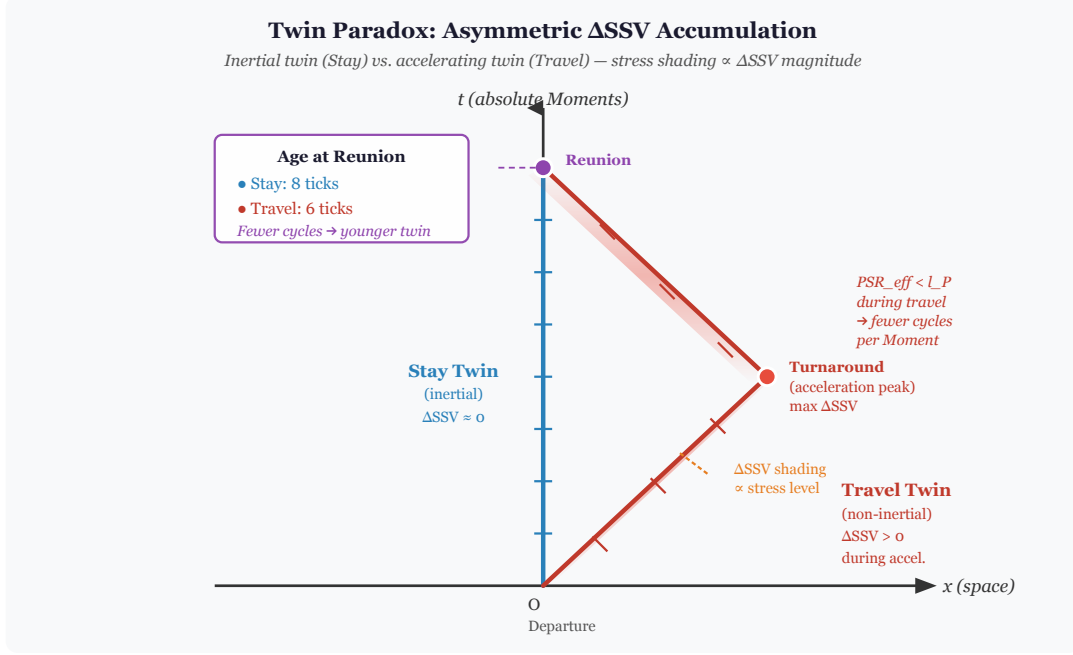 Twin Paradox: Asymmetric ΔSSV Accumulation
Inertial twin (Stay) vs. accelerating twin (Travel) — stress shading ∝ ΔSSV magnitude
t (absolute Moments)
Age at Reunion
● Stay: 8 ticks
● Travel: 6 ticks
Fewer cycles → younger twin
Reunion
PSR_eff < l_P
during travel
→ fewer cycles
per Moment
Stay Twin
(inertial)
ΔSSV ≈ 0
Turnaround
(acceleration peak)
max ΔSSV
ΔSSV shading
∝ stress level
Travel Twin
(non-inertial)
ΔSSV > 0
during accel.
x (space)
O
Departure